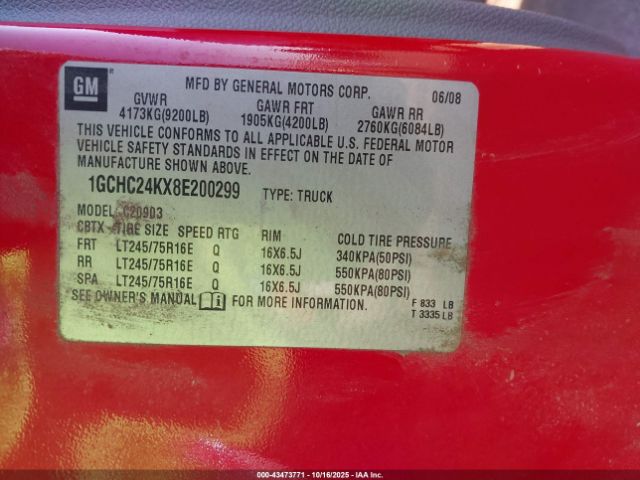 GM
MFD BY GENERAL MOTORS CORP. 06/08
GVWR GAWR FRT GAWR RR
4173KG(9200LB) 1905KG(4200LB) 2760KG(6084LB)
THIS VEHICLE CONFORMS TO ALL APPLICABLE U.S. FEDERAL MOTOR
VEHICLE SAFETY STANDARDS IN EFFECT ON THE DATE OF
MANUFACTURE SHOWN ABOVE.
1GCHC24KX8E200299 TYPE: TRUCK
MODEL: C20903
CBTX TIRE SIZE SPEED RTG RIM COLD TIRE PRESSURE
FRT LT245/75R16E Q 16X6.5J 340KPA(50PSI)
RR LT245/75R16E Q 16X6.5J 550KPA(80PSI)
SPA LT245/75R16E Q 16X6.5J 550KPA(80PSI)
SEE OWNER'S MANUAL FOR MORE INFORMATION.
F 833 LB
T 3335 LB
000-43473771 - 10/16/2025 - IAA Inc.